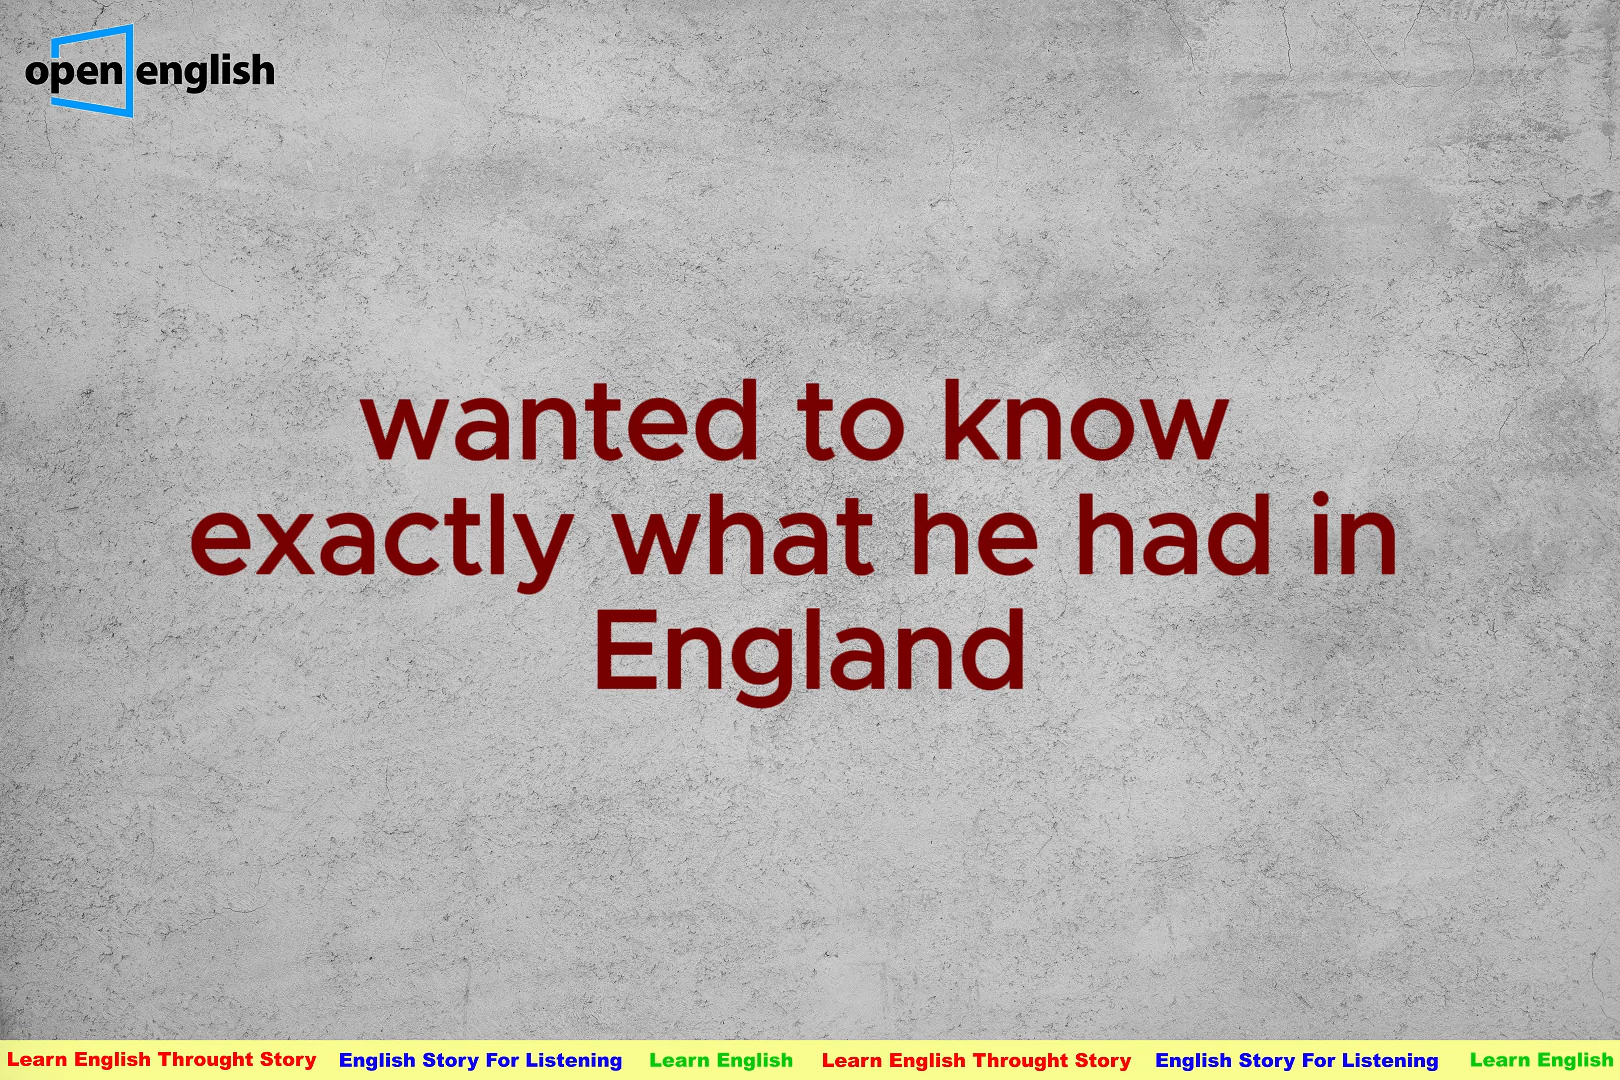 open english
wanted to know
exactly what he had in
England
Learn English Throught Story English Story For Listening Learn English Learn English Throught Story English Story For Listening Learn English